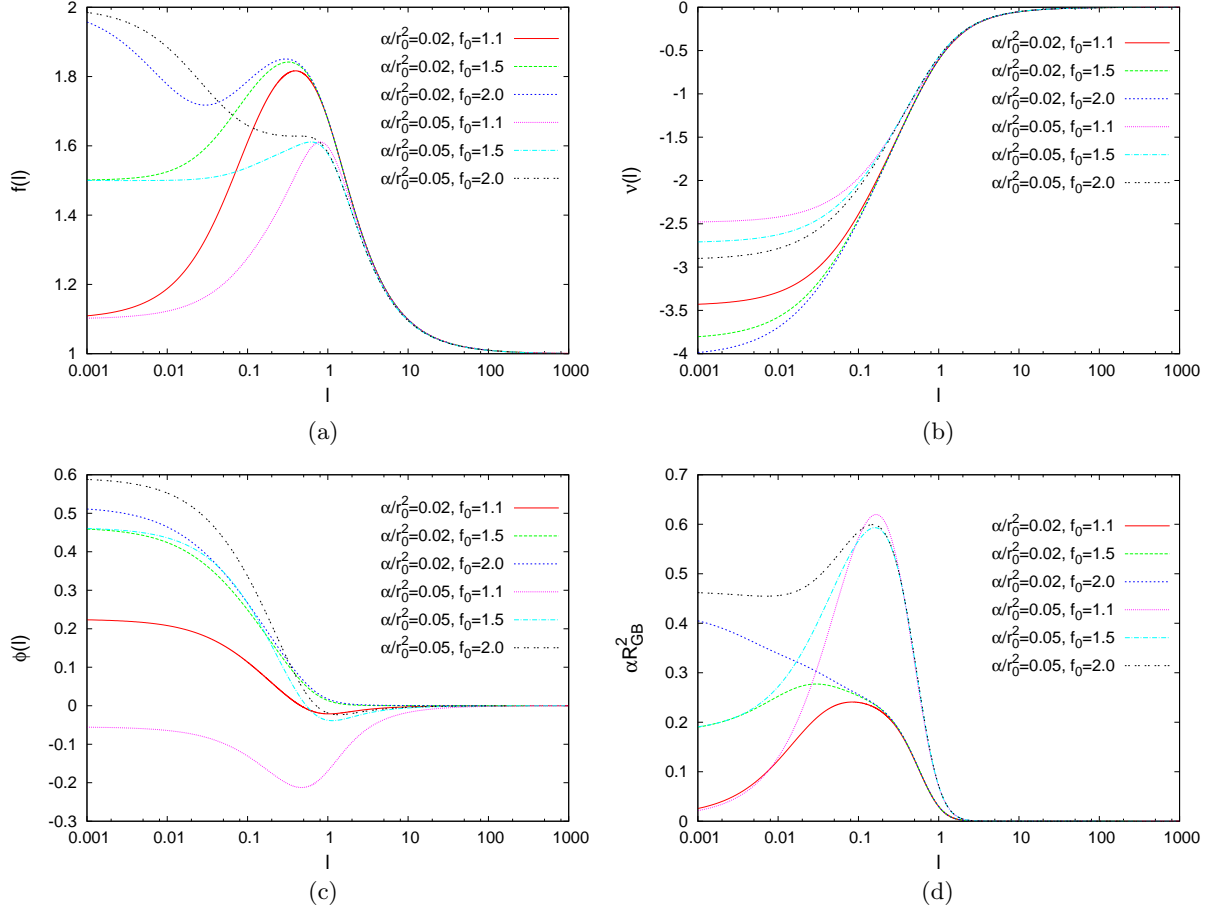 f(l)
2
1.8
1.6
1.4
1.2
1
0.001 0.01 0.1 1 10 100 1000
l
α/r₀²=0.02, f₀=1.1
α/r₀²=0.02, f₀=1.5
α/r₀²=0.02, f₀=2.0
α/r₀²=0.05, f₀=1.1
α/r₀²=0.05, f₀=1.5
α/r₀²=0.05, f₀=2.0
(a)
ν(l)
0
-0.5
-1
-1.5
-2
-2.5
-3
-3.5
-4
0.001 0.01 0.1 1 10 100 1000
l
α/r₀²=0.02, f₀=1.1
α/r₀²=0.02, f₀=1.5
α/r₀²=0.02, f₀=2.0
α/r₀²=0.05, f₀=1.1
α/r₀²=0.05, f₀=1.5
α/r₀²=0.05, f₀=2.0
(b)
ϕ(l)
0.6
0.5
0.4
0.3
0.2
0.1
0
-0.1
-0.2
-0.3
0.001 0.01 0.1 1 10 100 1000
l
α/r₀²=0.02, f₀=1.1
α/r₀²=0.02, f₀=1.5
α/r₀²=0.02, f₀=2.0
α/r₀²=0.05, f₀=1.1
α/r₀²=0.05, f₀=1.5
α/r₀²=0.05, f₀=2.0
(c)
αR²_GB
0.7
0.6
0.5
0.4
0.3
0.2
0.1
0
0.001 0.01 0.1 1 10 100 1000
l
α/r₀²=0.02, f₀=1.1
α/r₀²=0.02, f₀=1.5
α/r₀²=0.02, f₀=2.0
α/r₀²=0.05, f₀=1.1
α/r₀²=0.05, f₀=1.5
α/r₀²=0.05, f₀=2.0
(d)